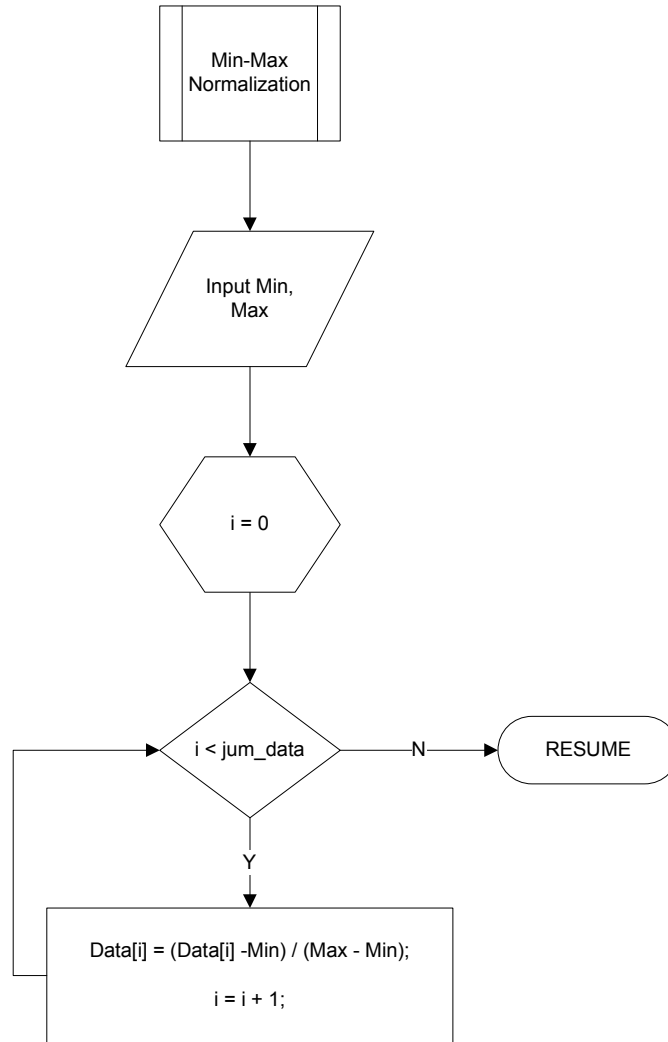 Min-Max
Normalization
Input Min,
Max
i = 0
i < jum_data
N
RESUME
Y
Data[i] = (Data[i] -Min) / (Max - Min);
i = i + 1;